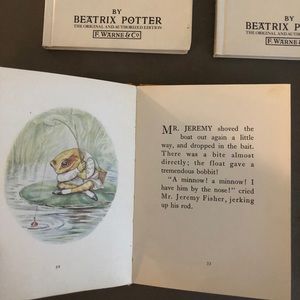 BY
BEATRIX POTTER
THE ORIGINAL AND AUTHORIZED EDITION
F. WARNE & Co
BY
BEATRIX POTTER
THE ORIGINAL AND AUTHORIZED
F. WARNE & Co
MR. JEREMY shoved the
boat out again a little
way, and dropped in the bait.
There was a bite almost
directly; the float gave a
tremendous bobbit!
"A minnow! a minnow! I
have him by the nose!" cried
Mr. Jeremy Fisher, jerking
up his rod.